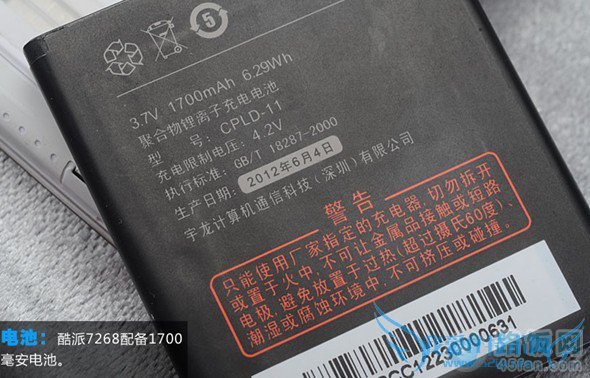 5
3.7V 1700mAh 6.29Wh
聚合物锂离子充电电池
型 号: CPLD-11
充电限制电压: 4.2V
执行标准: GB/T 18287-2000
生产日期: 2012年6月4日
宇龙计算机通信科技（深圳）有限公司
警告
只能使用厂家指定的充电器，切勿拆开
或置于火中，不可让金属品接触或短路
电极，避免放置于过热（超过摄氏60度）、
潮湿或腐蚀环境中，不可挤压或碰撞。
12230000631
电池：酷派7268配备1700
毫安电池。
45fan.com